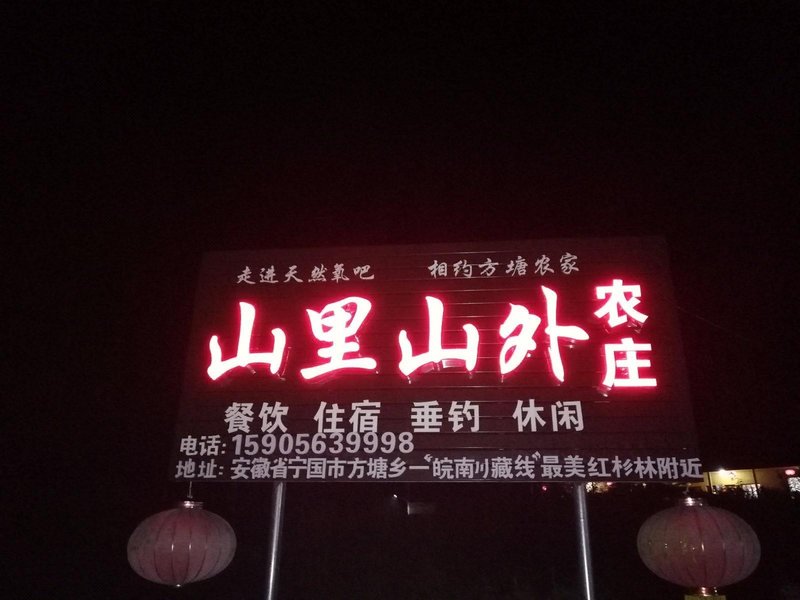 走进天然氧吧 相约方塘农家
山里山外农庄
餐饮 住宿 垂钓 休闲
电话:15905639998
地址:安徽省宁国市方塘乡一"皖南川藏线"最美红杉林附近